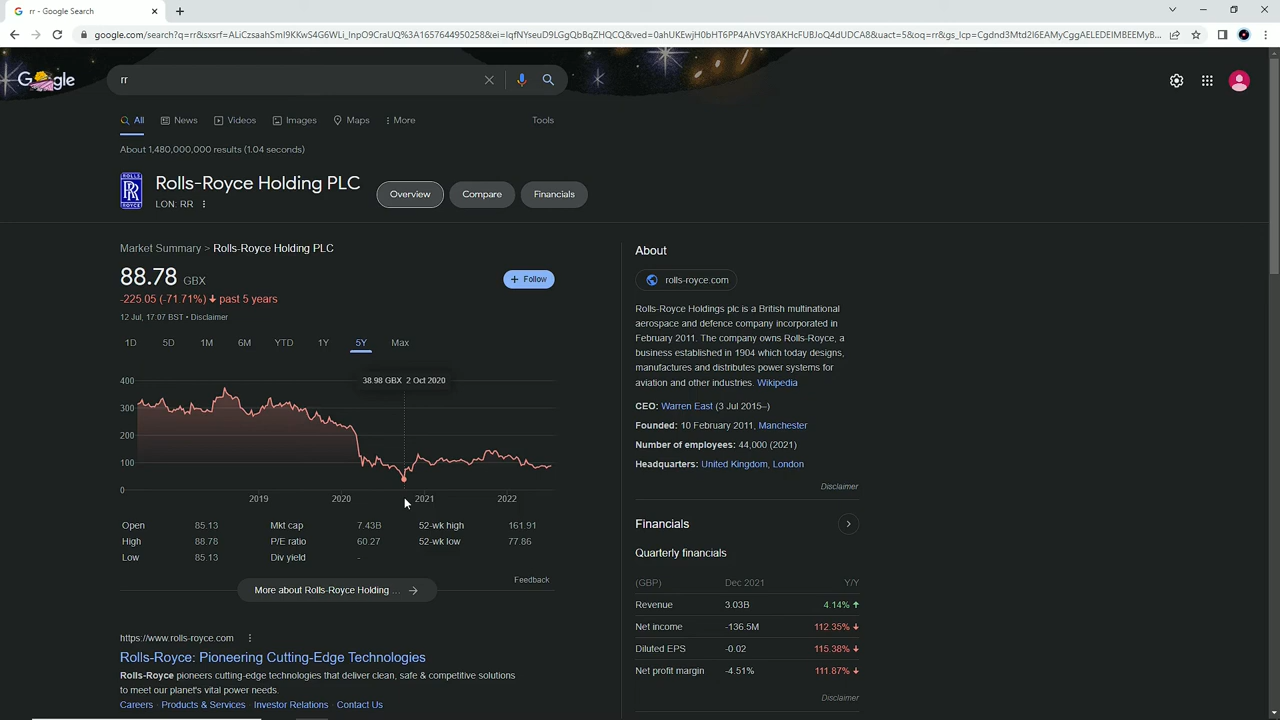 rr - Google Search
google.com/search?q=rr&sxsrf=ALiCzsaahSmI9KKwS4G6WLi_lnpO9CraUQ%3A1657644950258&ei=lqfNYseuD9LGgQbBqZHQCQ&ved=0ahUKEwjH0bHT6PP4AhVSY8AKHcFUBJoQ4dUDCA8&uact=5&oq=rr&gs_lcp=Cgdnd3Mtd2l6EAMyCggAELEDEIMBEEMyB...
Google
rr
All News Videos Images Maps More Tools
About 1,480,000,000 results (1.04 seconds)
ROLLS
RR
ROYCE
Rolls-Royce Holding PLC
LON: RR
Overview Compare Financials
Market Summary > Rolls-Royce Holding PLC
88.78 GBX
+ Follow
-225.05 (-71.71%) past 5 years
12 Jul, 17:07 BST • Disclaimer
1D 5D 1M 6M YTD 1Y 5Y Max
38.98 GBX 2 Oct 2020
400
300
200
100
0
2019 2020 2021 2022
Open 85.13 Mkt cap 7.43B 52-wk high 161.91
High 88.78 P/E ratio 60.27 52-wk low 77.86
Low 85.13 Div yield -
Feedback
More about Rolls-Royce Holding ...
https://www.rolls-royce.com
Rolls-Royce: Pioneering Cutting-Edge Technologies
Rolls-Royce pioneers cutting-edge technologies that deliver clean, safe & competitive solutions
to meet our planet's vital power needs.
Careers · Products & Services · Investor Relations · Contact Us
About
rolls-royce.com
Rolls-Royce Holdings plc is a British multinational
aerospace and defence company incorporated in
February 2011. The company owns Rolls-Royce, a
business established in 1904 which today designs,
manufactures and distributes power systems for
aviation and other industries. Wikipedia
CEO: Warren East (3 Jul 2015–)
Founded: 10 February 2011, Manchester
Number of employees: 44,000 (2021)
Headquarters: United Kingdom, London
Disclaimer
Financials
Quarterly financials
(GBP) Dec 2021 Y/Y
Revenue 3.03B 4.14%
Net income -136.5M 112.35%
Diluted EPS -0.02 115.38%
Net profit margin -4.51% 111.87%
Disclaimer